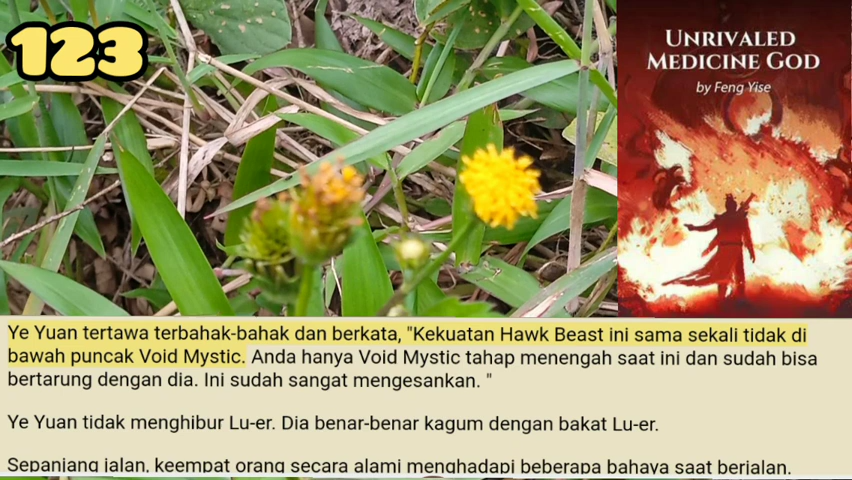 123
UNRIVALED
MEDICINE GOD
by Feng Yise
Ye Yuan tertawa terbahak-bahak dan berkata, "Kekuatan Hawk Beast ini sama sekali tidak di
bawah puncak Void Mystic. Anda hanya Void Mystic tahap menengah saat ini dan sudah bisa
bertarung dengan dia. Ini sudah sangat mengesankan. "
Ye Yuan tidak menghibur Lu-er. Dia benar-benar kagum dengan bakat Lu-er.
Sepanjang jalan, keempat orang secara alami menghadapi beberapa bahaya saat berjalan.